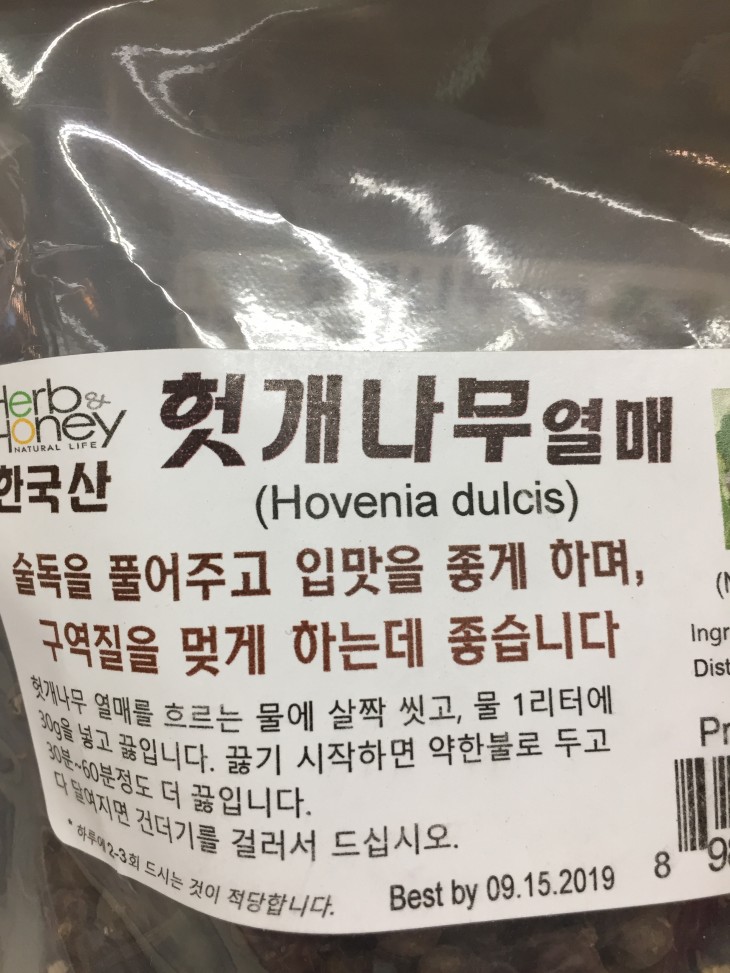 Herb &
Honey
NATURAL LIFE
한국산
헛개나무열매
(Hovenia dulcis)
술독을 풀어주고 입맛을 좋게 하며,
구역질을 멎게 하는데 좋습니다
헛개나무 열매를 흐르는 물에 살짝 씻고, 물 1리터에
30g을 넣고 끓입니다. 끓기 시작하면 약한불로 두고
30분~60분정도 더 끓입니다.
다 달여지면 건더기를 걸러서 드십시오.
* 하루에2-3회 드시는 것이 적당합니다.
Best by 09.15.2019
Ingr
Dist
Pr
8 98